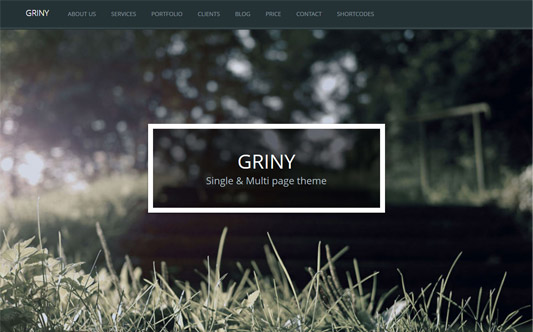 GRINY ABOUT US SERVICES PORTFOLIO CLIENTS BLOG PRICE CONTACT SHORTCODES
GRINY
Single & Multi page theme